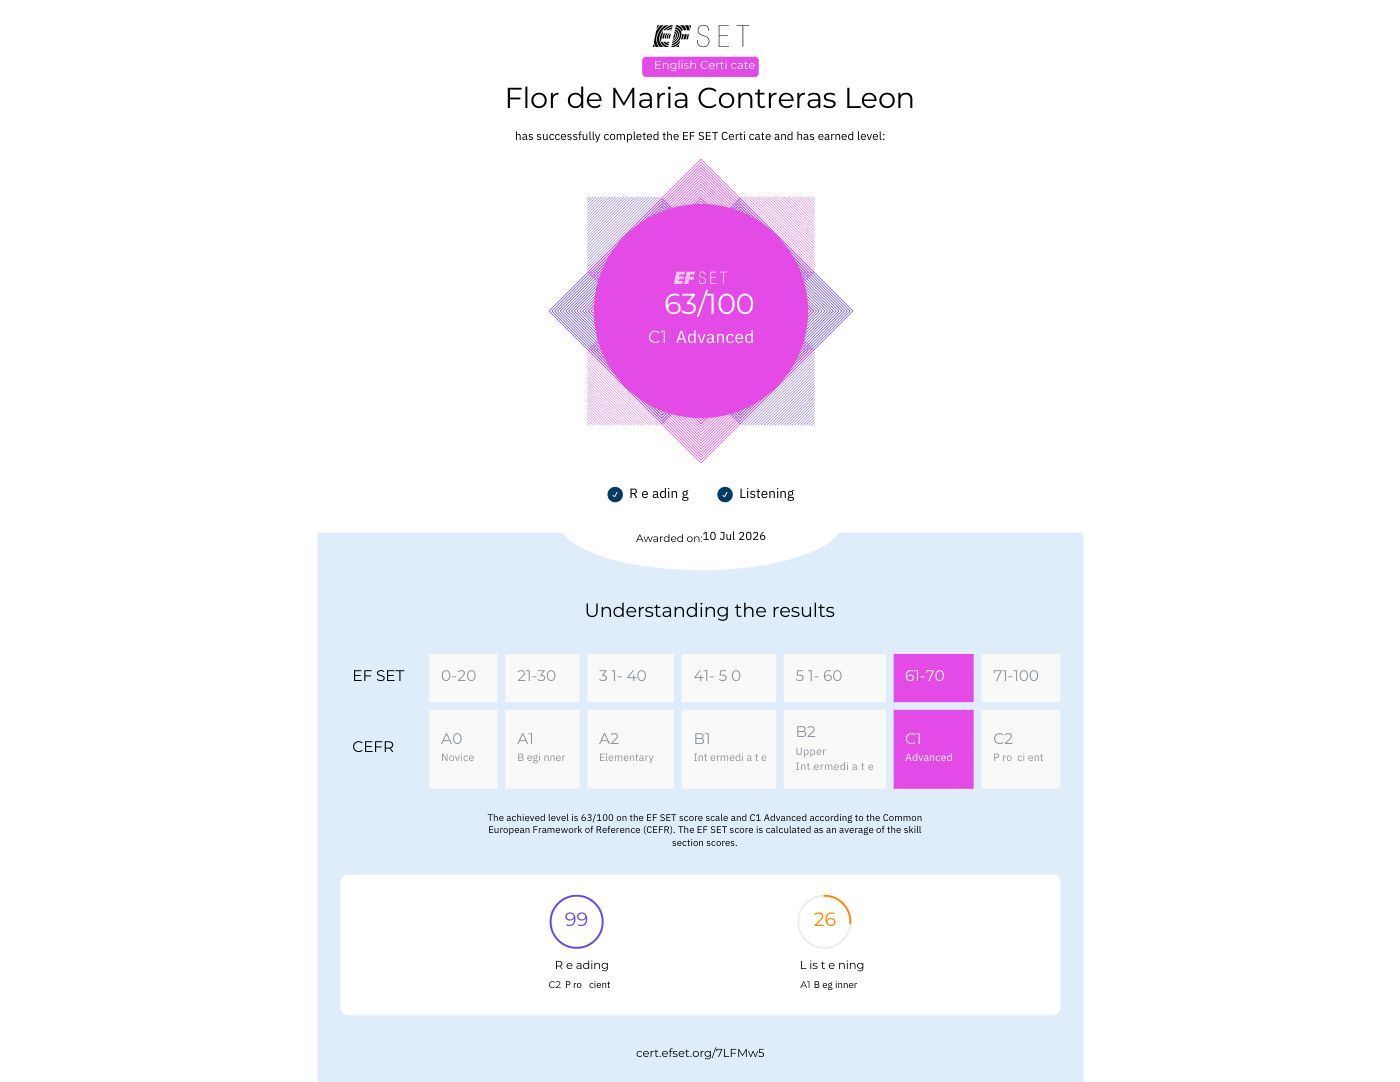 EF SET
English Certi cate
Flor de Maria Contreras Leon
has successfully completed the EF SET Certi cate and has earned level:
EF SET
63/100
C1 Advanced
R e adin g Listening
Awarded on:10 Jul 2026
Understanding the results
EF SET 0-20 21-30 3 1- 40 41- 5 0 5 1- 60 61-70 71-100
CEFR A0 A1 A2 B1 B2 C1 C2
Novice B egi nner Elementary Int ermedi a t e Upper Int ermedi a t e Advanced P ro ci ent
The achieved level is 63/100 on the EF SET score scale and C1 Advanced according to the Common
European Framework of Reference (CEFR). The EF SET score is calculated as an average of the skill
section scores.
99 26
R e ading L is t e ning
C2 P ro cient A1 B eg inner
cert.efset.org/7LFMw5